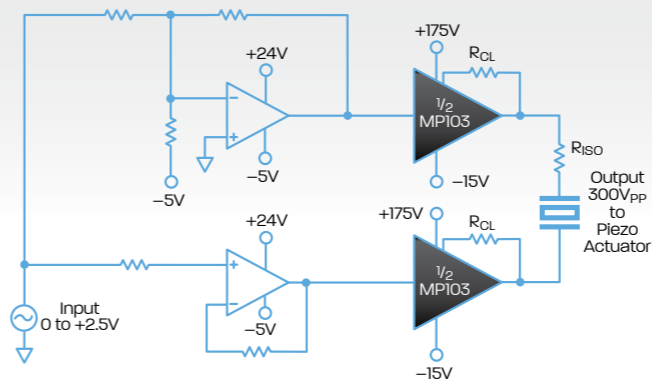 +175V
+24V
RCL
1/2
MP103
–5V
–5V
–15V
RISO
Output
300VPP
to
Piezo
Actuator
+24V
+175V
RCL
1/2
MP103
Input
0 to +2.5V
–5V
–15V